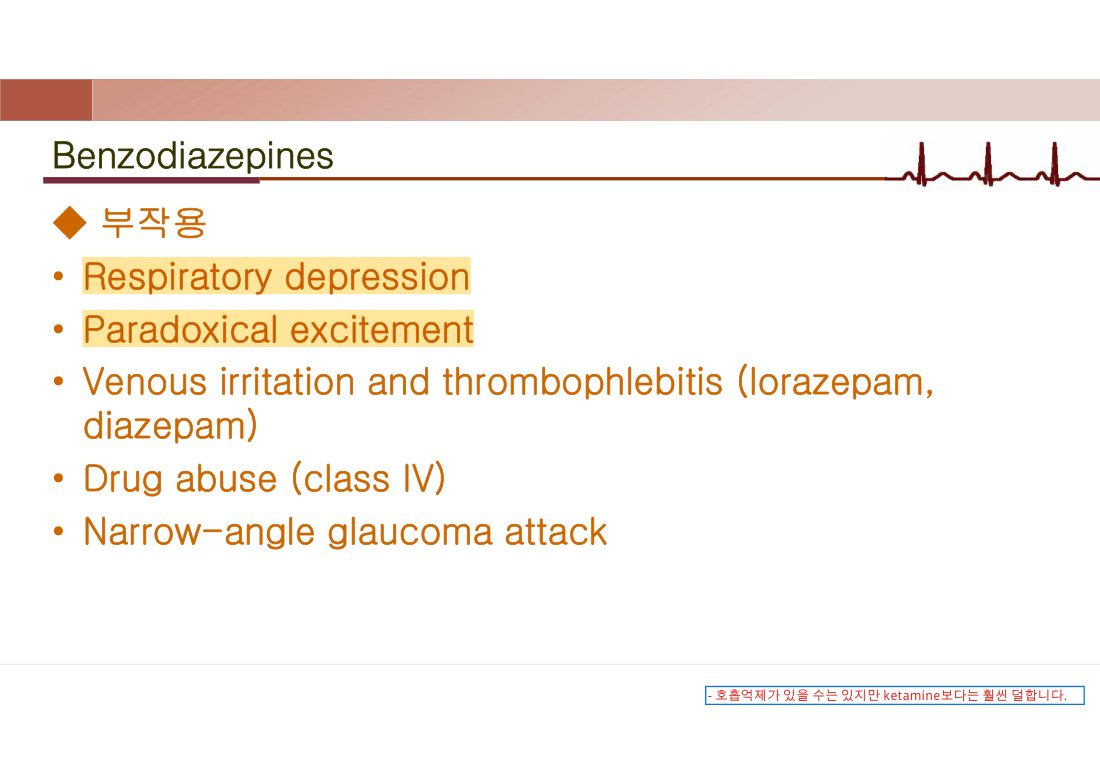 Benzodiazepines
◆ 부작용
• Respiratory depression
• Paradoxical excitement
• Venous irritation and thrombophlebitis (lorazepam,
diazepam)
• Drug abuse (class IV)
• Narrow-angle glaucoma attack
- 호흡억제가 있을 수는 있지만 ketamine보다는 훨씬 덜합니다.